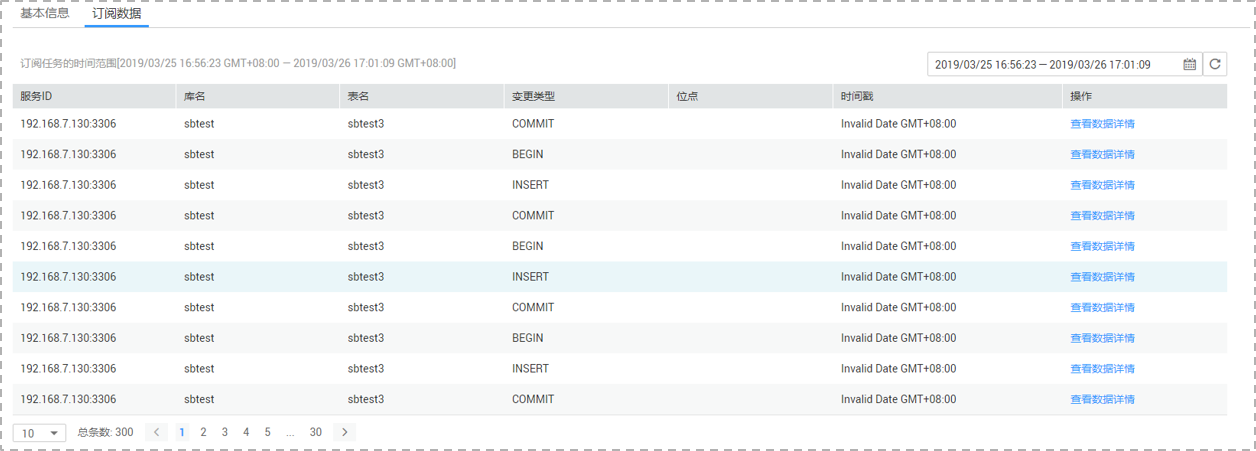 基本信息 订阅数据
订阅任务的时间范围[2019/03/25 16:56:23 GMT+08:00 — 2019/03/26 17:01:09 GMT+08:00] 2019/03/25 16:56:23 — 2019/03/26 17:01:09
服务ID 库名 表名 变更类型 位点 时间戳 操作
192.168.7.130:3306 sbtest sbtest3 COMMIT Invalid Date GMT+08:00 查看数据详情
192.168.7.130:3306 sbtest sbtest3 BEGIN Invalid Date GMT+08:00 查看数据详情
192.168.7.130:3306 sbtest sbtest3 INSERT Invalid Date GMT+08:00 查看数据详情
192.168.7.130:3306 sbtest sbtest3 COMMIT Invalid Date GMT+08:00 查看数据详情
192.168.7.130:3306 sbtest sbtest3 BEGIN Invalid Date GMT+08:00 查看数据详情
192.168.7.130:3306 sbtest sbtest3 INSERT Invalid Date GMT+08:00 查看数据详情
192.168.7.130:3306 sbtest sbtest3 COMMIT Invalid Date GMT+08:00 查看数据详情
192.168.7.130:3306 sbtest sbtest3 BEGIN Invalid Date GMT+08:00 查看数据详情
192.168.7.130:3306 sbtest sbtest3 INSERT Invalid Date GMT+08:00 查看数据详情
192.168.7.130:3306 sbtest sbtest3 COMMIT Invalid Date GMT+08:00 查看数据详情
10 总条数: 300 < 1 2 3 4 5 ... 30 >